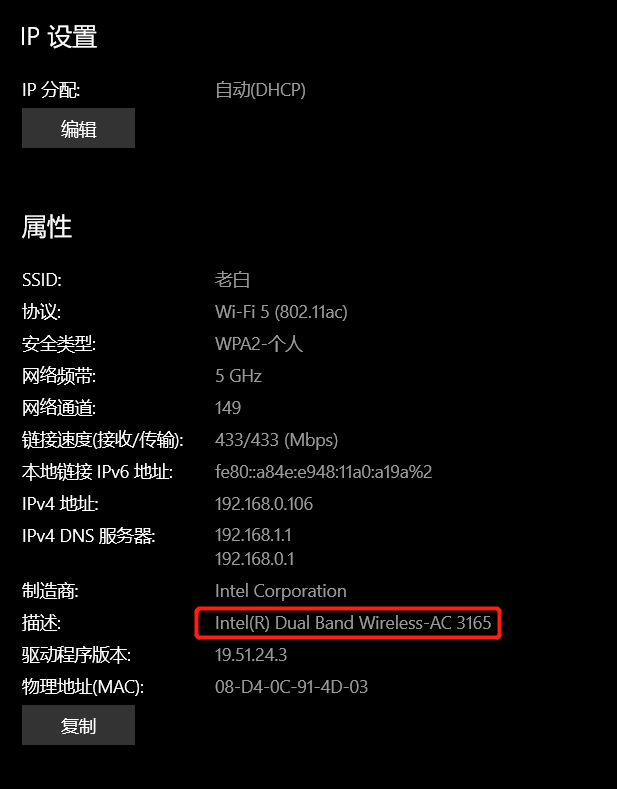 IP 设置
IP 分配: 自动(DHCP)
编辑
属性
SSID: 老白
协议: Wi-Fi 5 (802.11ac)
安全类型: WPA2-个人
网络频带: 5 GHz
网络通道: 149
链接速度(接收/传输): 433/433 (Mbps)
本地链接 IPv6 地址: fe80::a84e:e948:11a0:a19a%2
IPv4 地址: 192.168.0.106
IPv4 DNS 服务器: 192.168.1.1
192.168.0.1
制造商: Intel Corporation
描述: Intel(R) Dual Band Wireless-AC 3165
驱动程序版本: 19.51.24.3
物理地址(MAC): 08-D4-0C-91-4D-03
复制